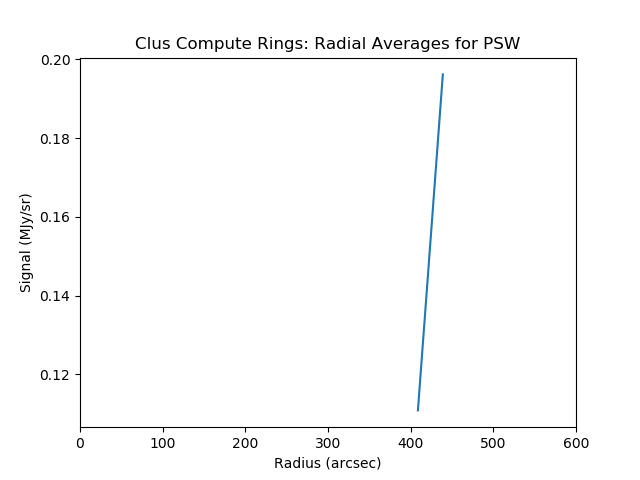 Clus Compute Rings: Radial Averages for PSW
Signal (MJy/sr)
0.20
0.18
0.16
0.14
0.12
0 100 200 300 400 500 600
Radius (arcsec)